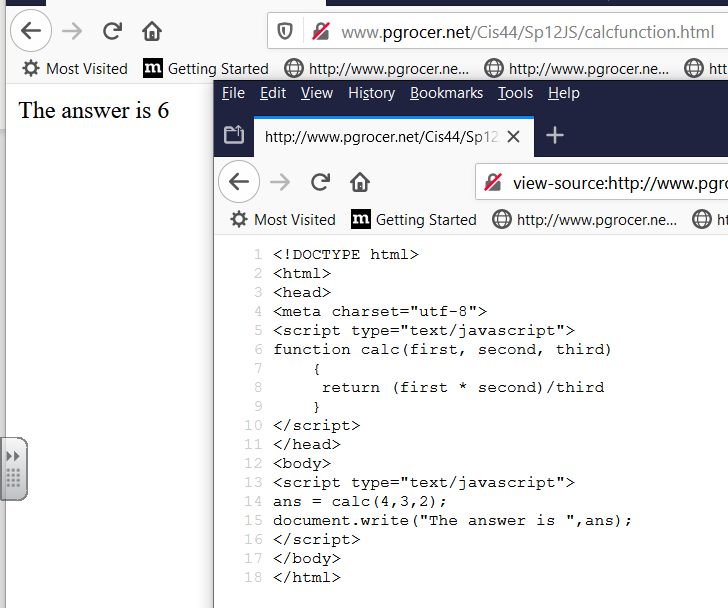 www.pgrocer.net/Cis44/Sp12JS/calcfunction.html
Most Visited m Getting Started http://www.pgrocer.ne... http://www.pgrocer.ne... htt
The answer is 6
File Edit View History Bookmarks Tools Help
http://www.pgrocer.net/Cis44/Sp12
view-source:http://www.pgro
Most Visited m Getting Started http://www.pgrocer.ne... ht
1 <!DOCTYPE html>
2 <html>
3 <head>
4 <meta charset="utf-8">
5 <script type="text/javascript">
6 function calc(first, second, third)
7 {
8 return (first * second)/third
9 }
10 </script>
11 </head>
12 <body>
13 <script type="text/javascript">
14 ans = calc(4,3,2);
15 document.write("The answer is ",ans);
16 </script>
17 </body>
18 </html>